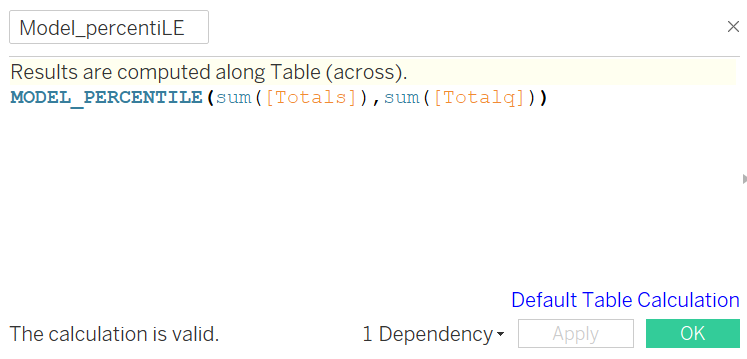 Model_percentiLE
Results are computed along Table (across).
MODEL_PERCENTILE(sum([Totals]),sum([Totalq]))
Default Table Calculation
The calculation is valid.
1 Dependency
Apply
OK